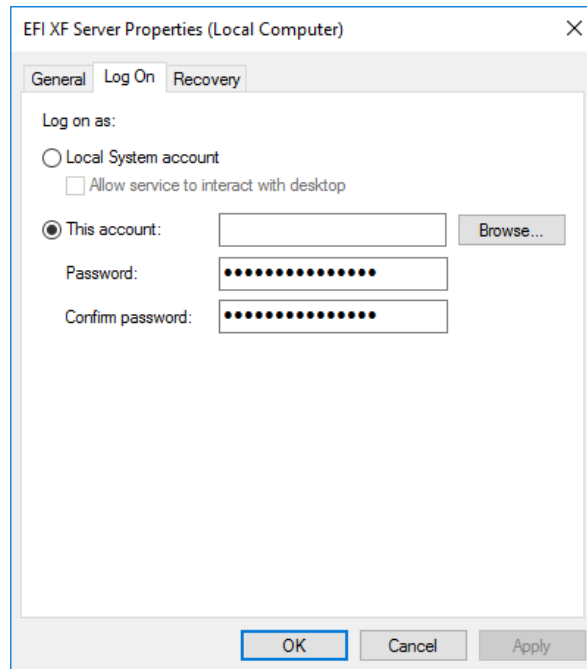 EFI XF Server Properties (Local Computer)
General Log On Recovery
Log on as:
Local System account
Allow service to interact with desktop
This account: Browse...
Password: •••••••••••••••
Confirm password: •••••••••••••••
OK Cancel Apply